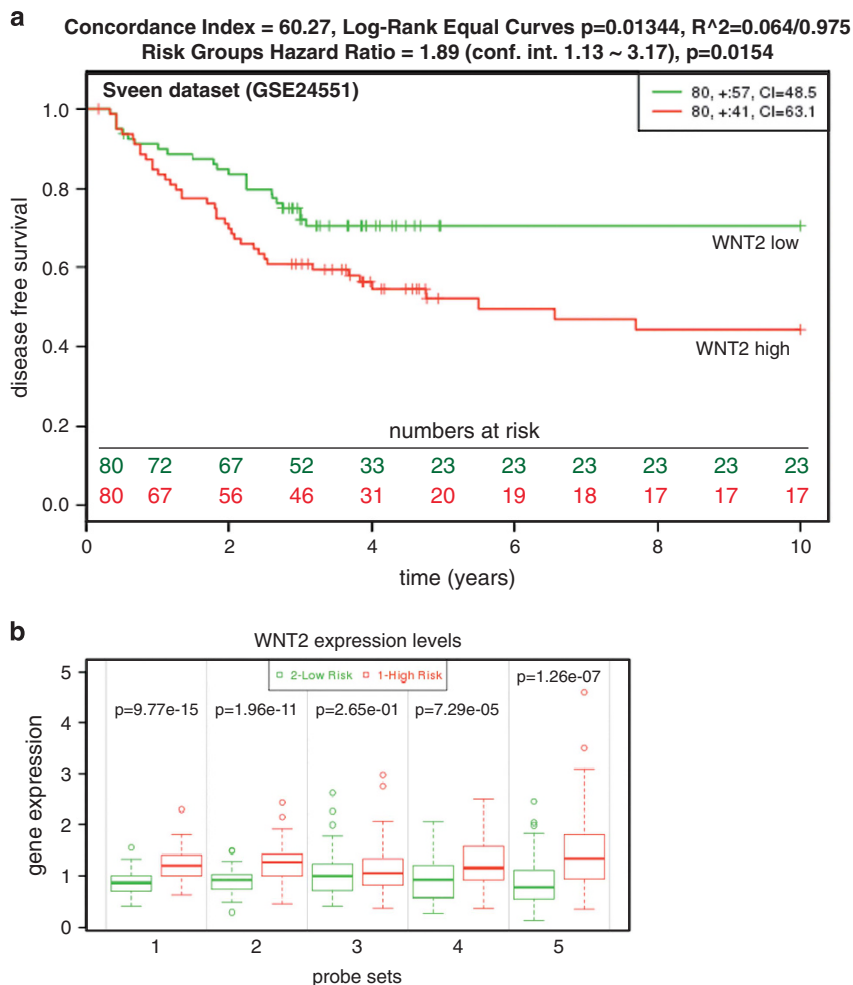 a
Concordance Index = 60.27, Log-Rank Equal Curves p=0.01344, R^2=0.064/0.975
Risk Groups Hazard Ratio = 1.89 (conf. int. 1.13 ~ 3.17), p=0.0154
Sveen dataset (GSE24551)
80, +:57, CI=48.5
80, +:41, CI=63.1
1.0
0.8
0.6
0.4
0.2
0.0
disease free survival
WNT2 low
WNT2 high
numbers at risk
80 72 67 52 33 23 23 23 23 23 23
80 67 56 46 31 20 19 18 17 17 17
0 2 4 6 8 10
time (years)
b
WNT2 expression levels
2-Low Risk 1-High Risk
p=9.77e-15 p=1.96e-11 p=2.65e-01 p=7.29e-05 p=1.26e-07
5
4
3
2
1
0
gene expression
1 2 3 4 5
probe sets